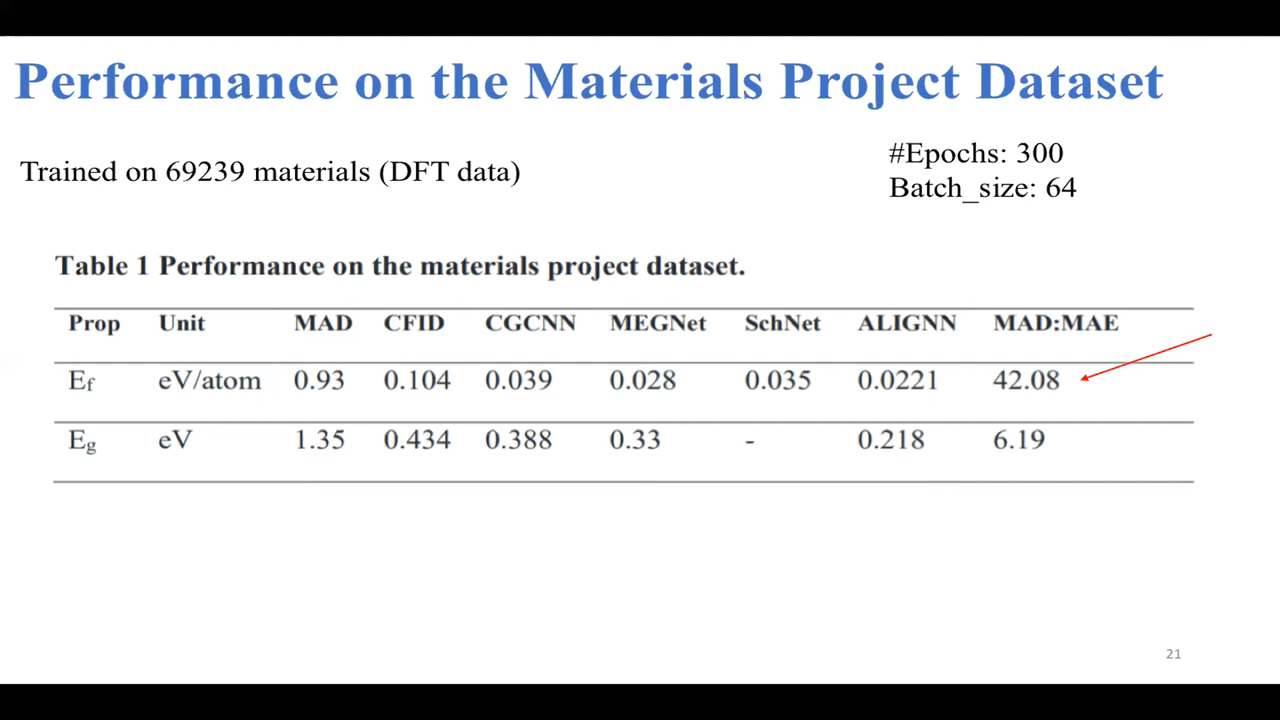 Performance on the Materials Project Dataset
Trained on 69239 materials (DFT data)
#Epochs: 300
Batch_size: 64
Table 1 Performance on the materials project dataset.
Prop Unit MAD CFID CGCNN MEGNet SchNet ALIGNN MAD:MAE
Ef eV/atom 0.93 0.104 0.039 0.028 0.035 0.0221 42.08
Eg eV 1.35 0.434 0.388 0.33 - 0.218 6.19
21